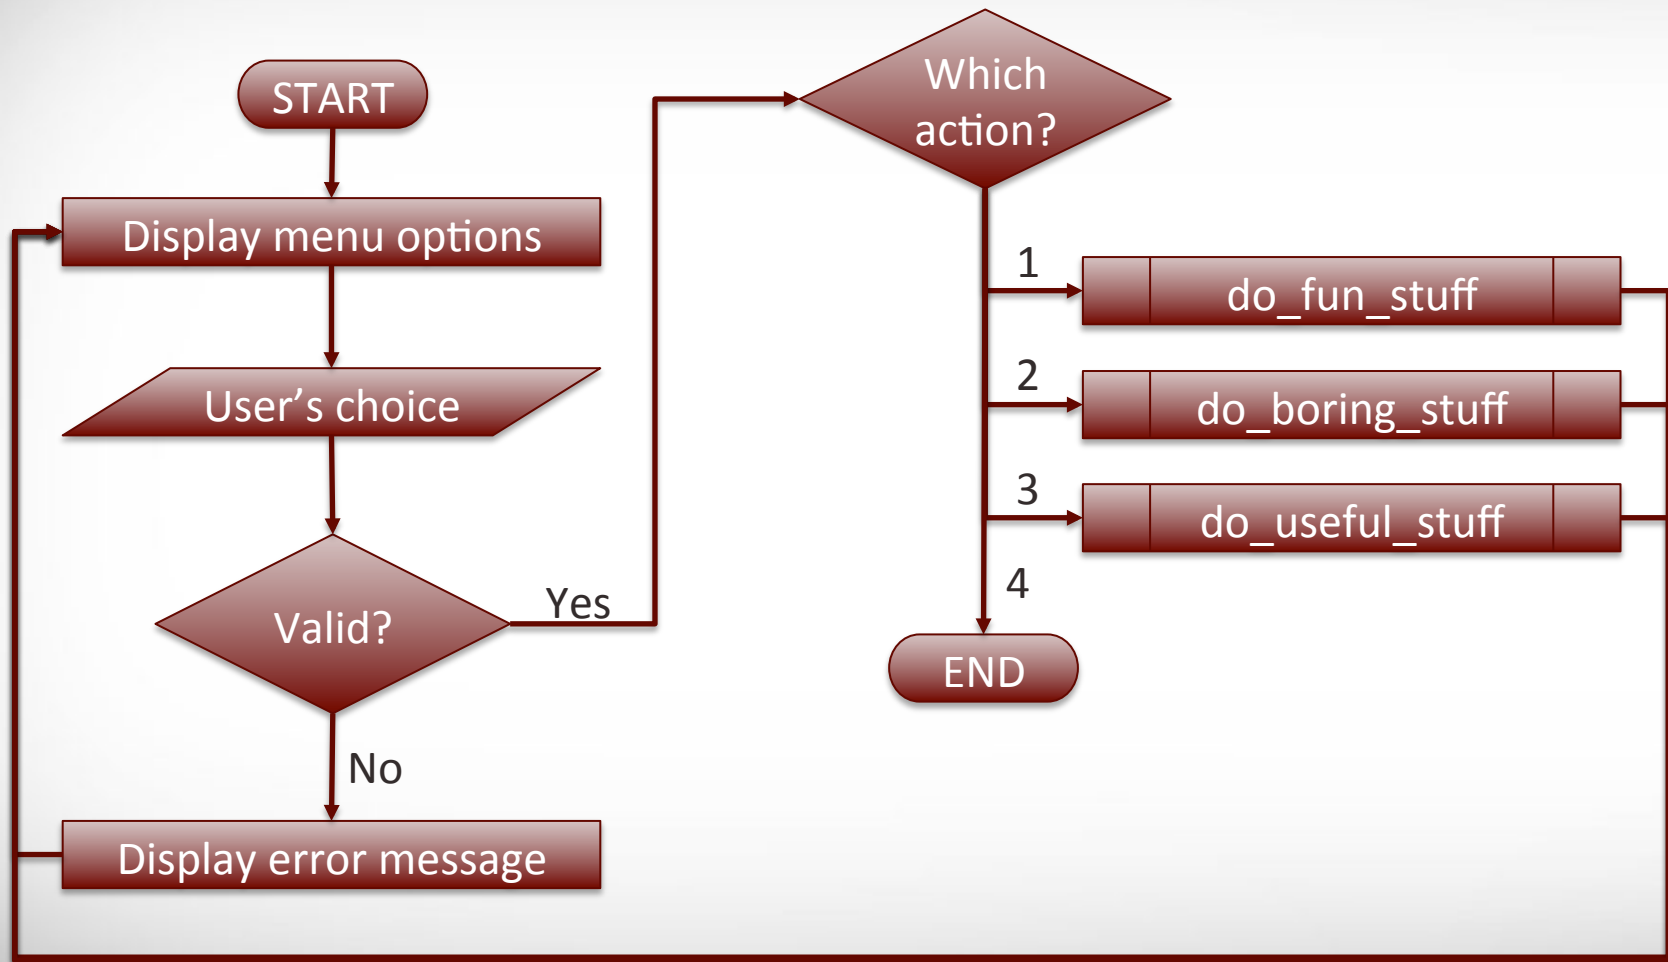 START
Display menu options
User’s choice
Valid?
Yes
No
Display error message
Which
action?
1
do_fun_stuff
2
do_boring_stuff
3
do_useful_stuff
4
END